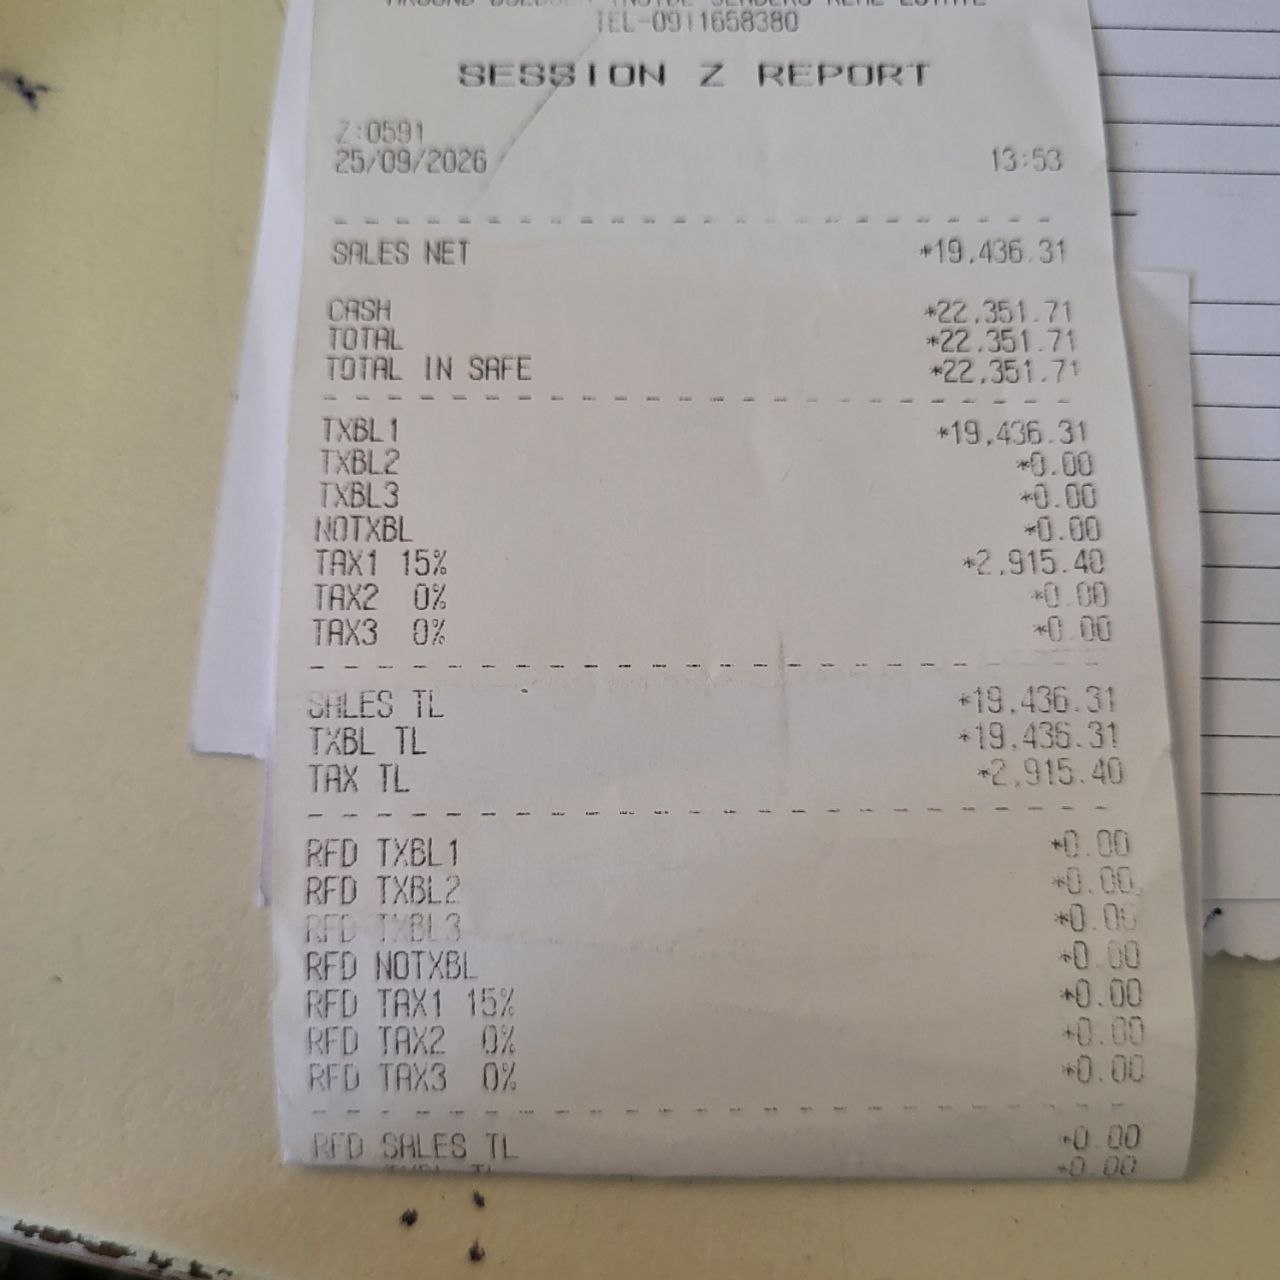 REAL ESTATE
TEL-0911658380
SESSION Z REPORT
Z:0591
25/09/2026 13:53
SALES NET *19,436.31
CASH *22,351.71
TOTAL *22,351.71
TOTAL IN SAFE *22,351.71
TXBL1 *19,436.31
TXBL2 *0.00
TXBL3 *0.00
NOTXBL *0.00
TAX1 15% *2,915.40
TAX2 0% *0.00
TAX3 0% *0.00
SALES TL *19,436.31
TXBL TL *19,436.31
TAX TL *2,915.40
RFD TXBL1 *0.00
RFD TXBL2 *0.00
RFD TXBL3 *0.00
RFD NOTXBL *0.00
RFD TAX1 15% *0.00
RFD TAX2 0% *0.00
RFD TAX3 0% *0.00
RFD SALES TL *0.00
TL *0.00